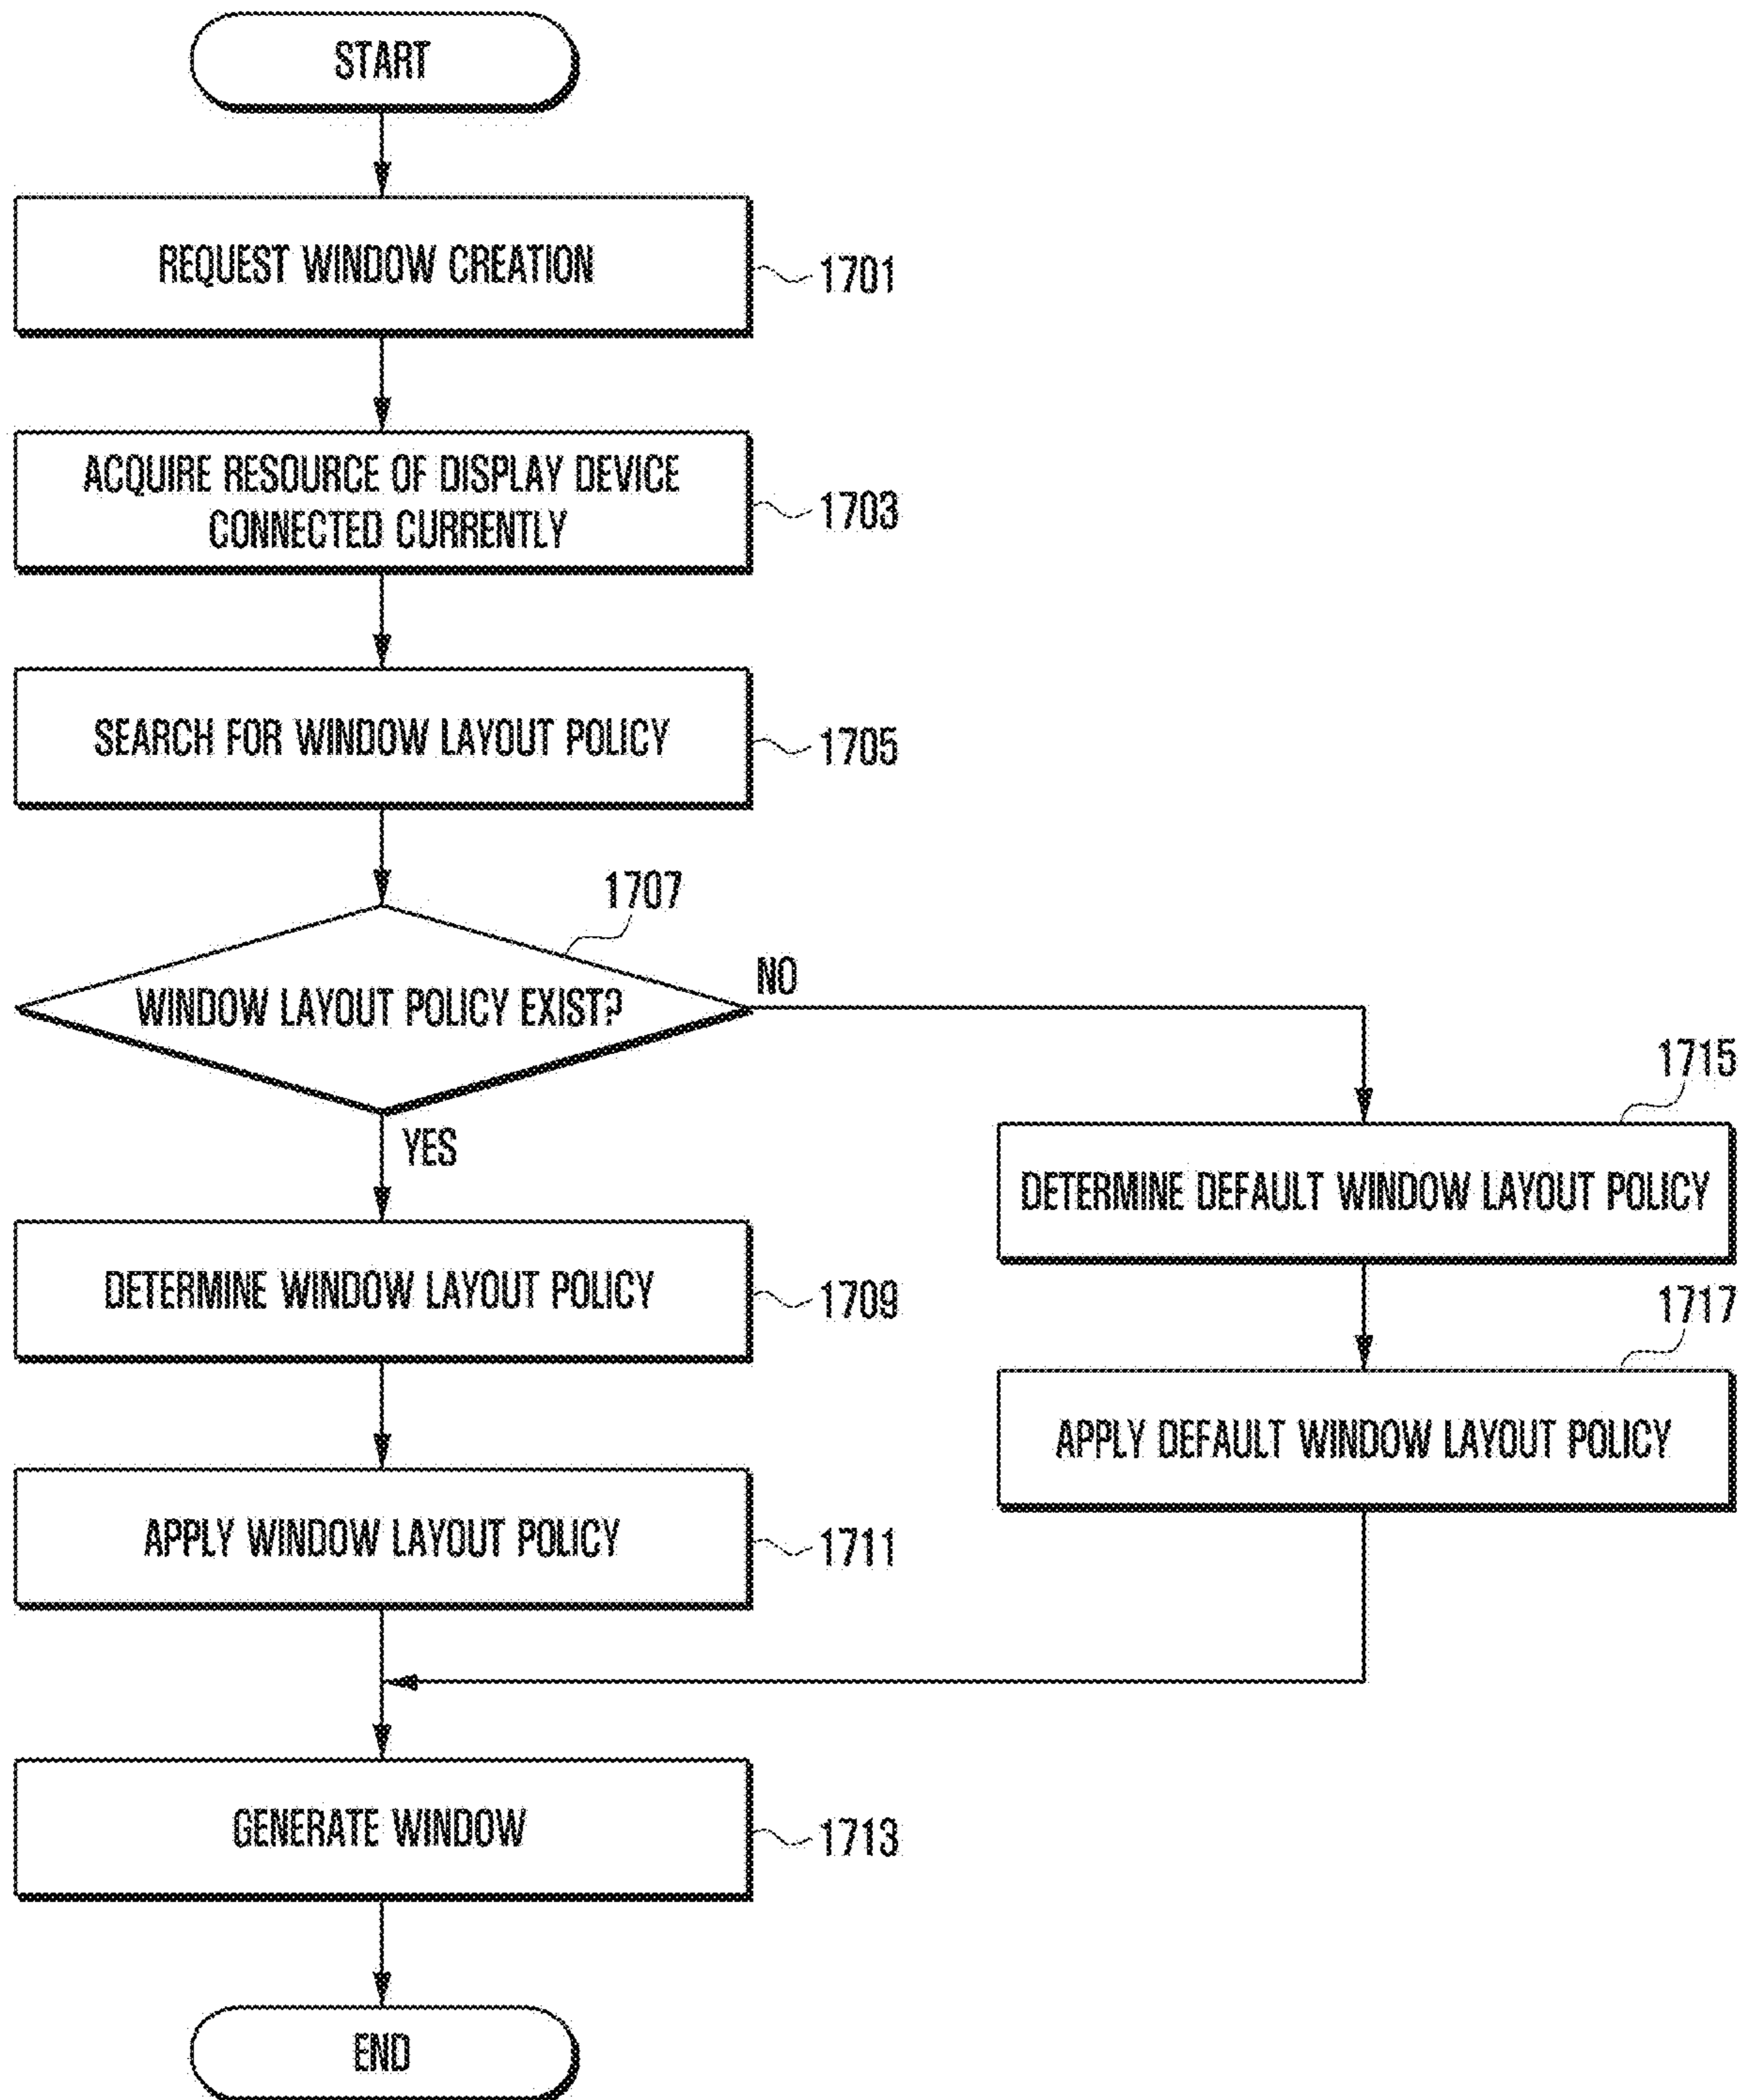 START
REQUEST WINDOW CREATION
1701
ACQUIRE RESOURCE OF DISPLAY DEVICE
CONNECTED CURRENTLY
1703
SEARCH FOR WINDOW LAYOUT POLICY
1705
1707
WINDOW LAYOUT POLICY EXIST?
NO
YES
1715
DETERMINE DEFAULT WINDOW LAYOUT POLICY
DETERMINE WINDOW LAYOUT POLICY
1709
1717
APPLY DEFAULT WINDOW LAYOUT POLICY
APPLY WINDOW LAYOUT POLICY
1711
GENERATE WINDOW
1713
END